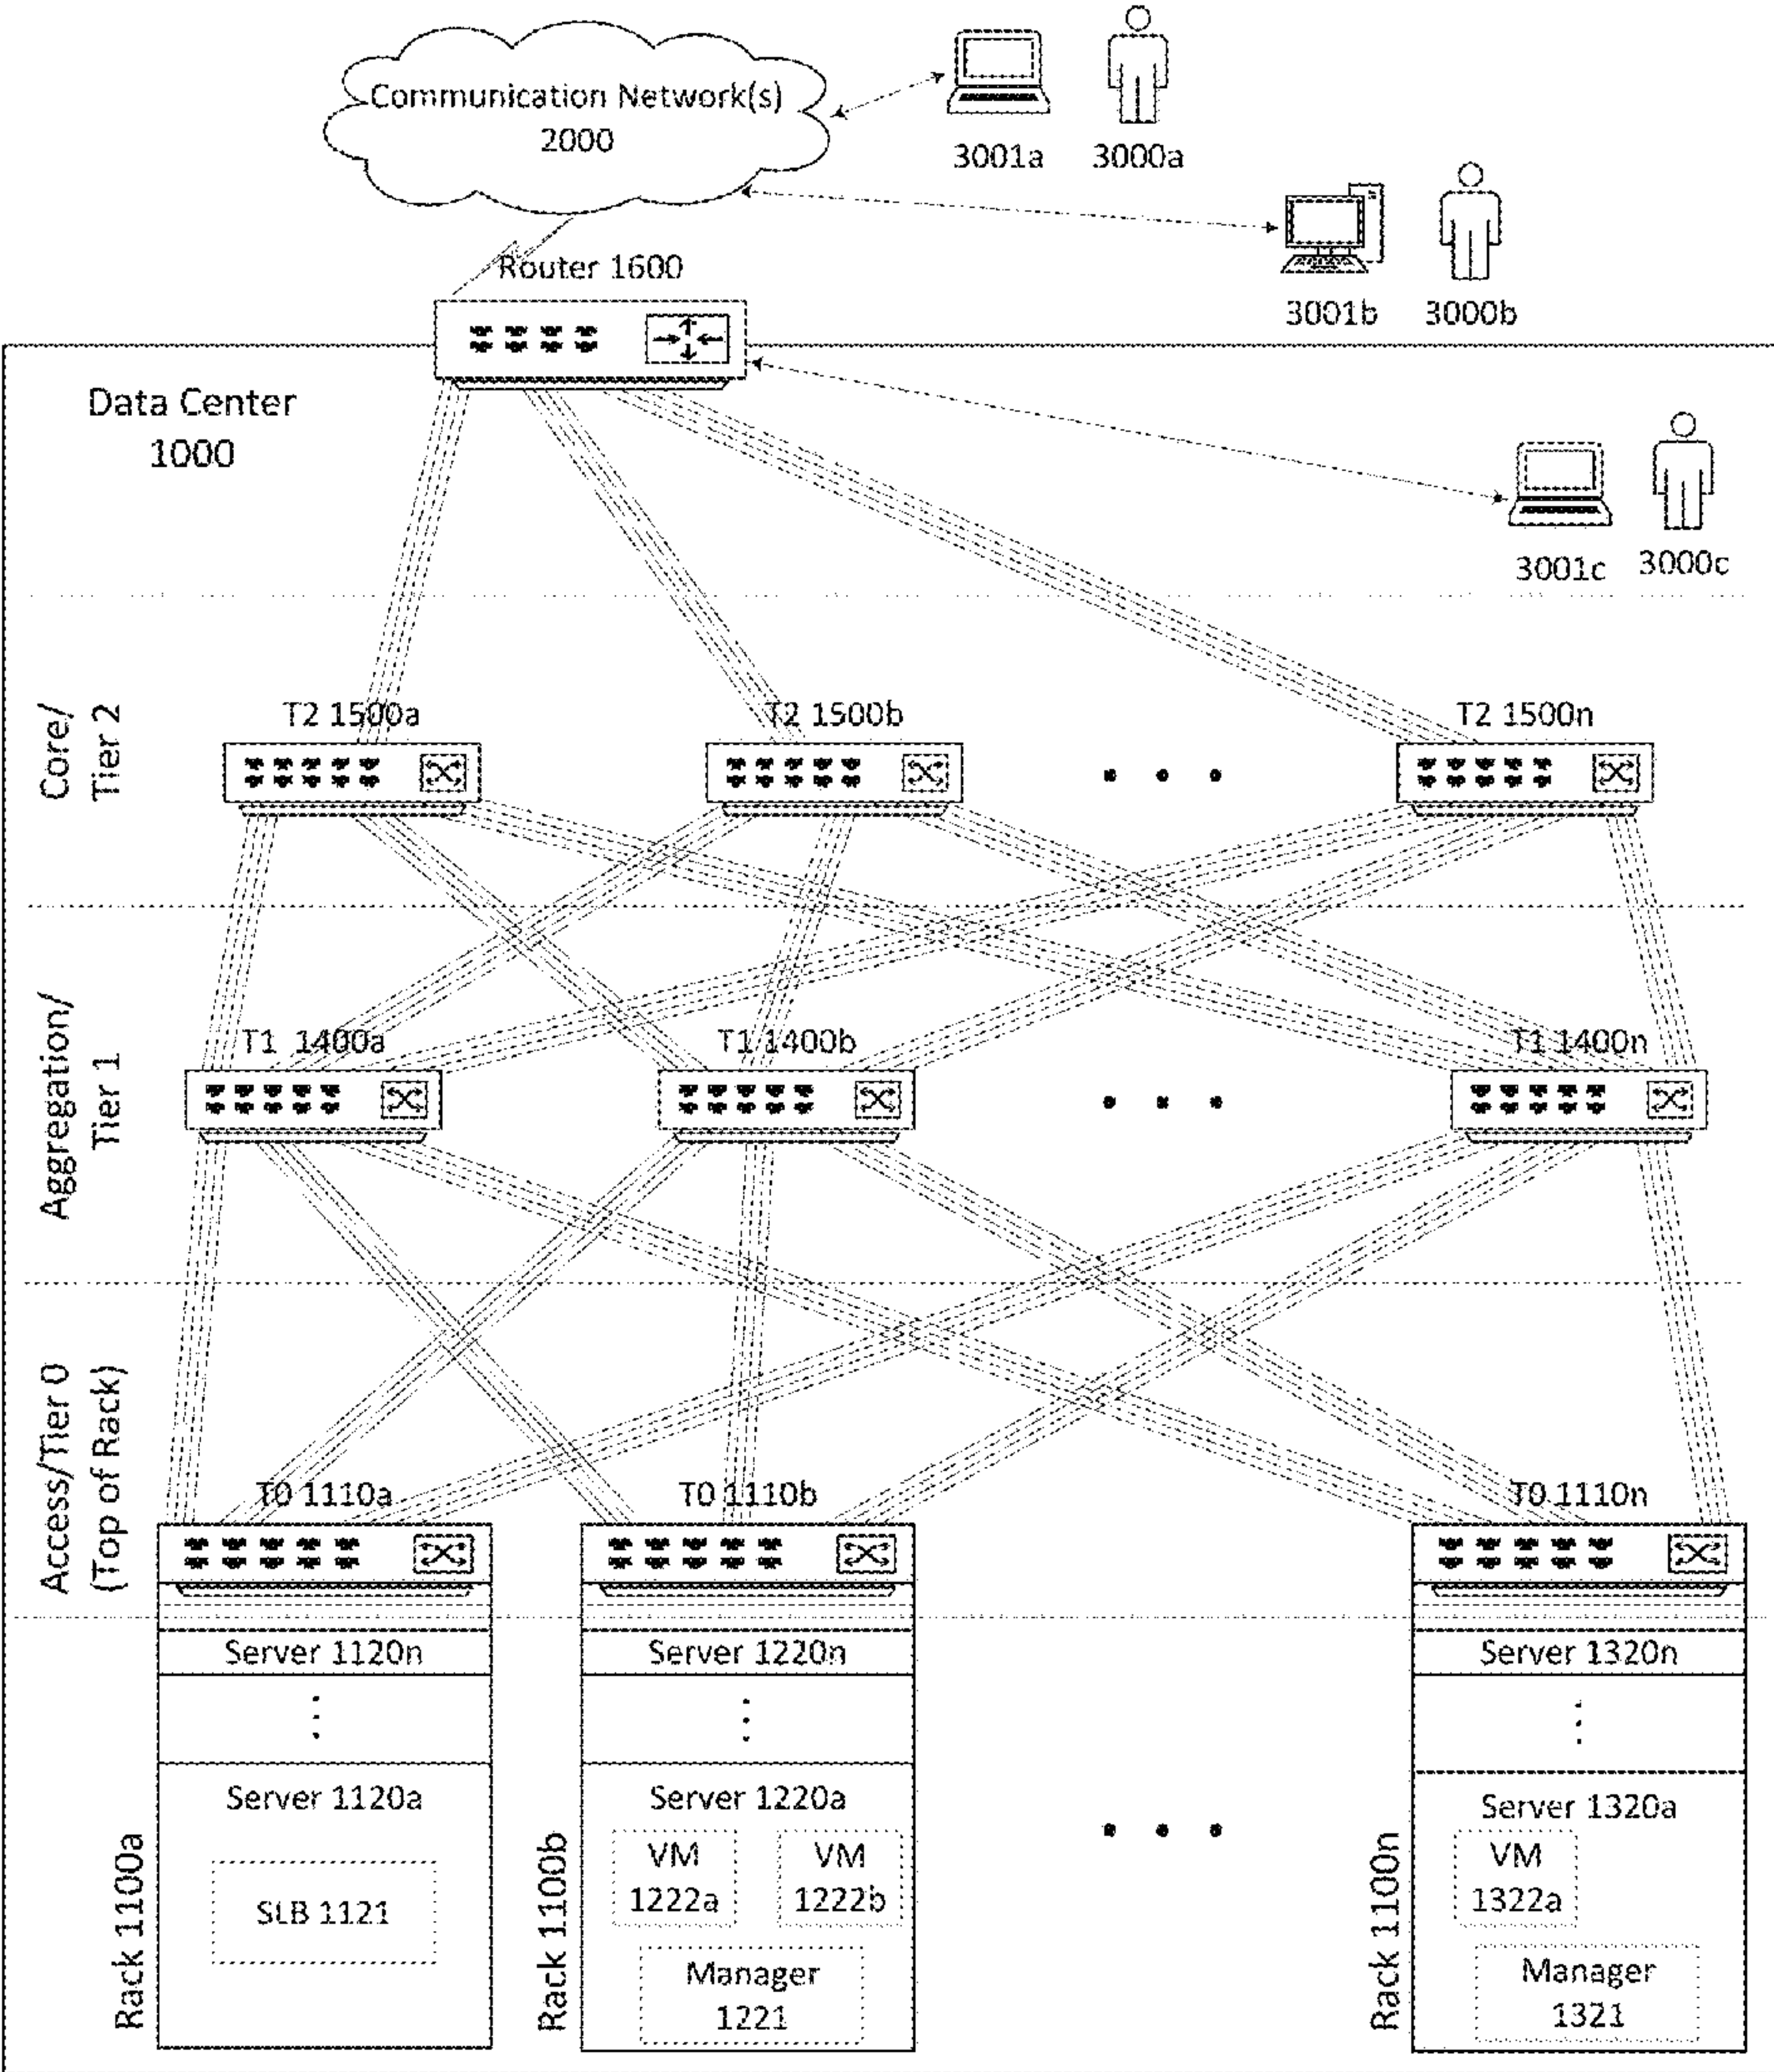 Communication Network(s)
2000
3001a
3000a
Router 1600
3001b
3000b
Data Center
1000
3001c
3000c
Core/
Tier 2
T2 1500a
T2 1500b
T2 1500n
Aggregation/
Tier 1
T1 1400a
T1 1400b
T1 1400n
Access/Tier 0
(Top of Rack)
T0 1110a
T0 1110b
T0 1110n
Rack 1100a
Server 1120n
Server 1120a
SLB 1121
Rack 1100b
Server 1220n
Server 1220a
VM
1222a
VM
1222b
Manager
1221
Rack 1100n
Server 1320n
Server 1320a
VM
1322a
Manager
1321